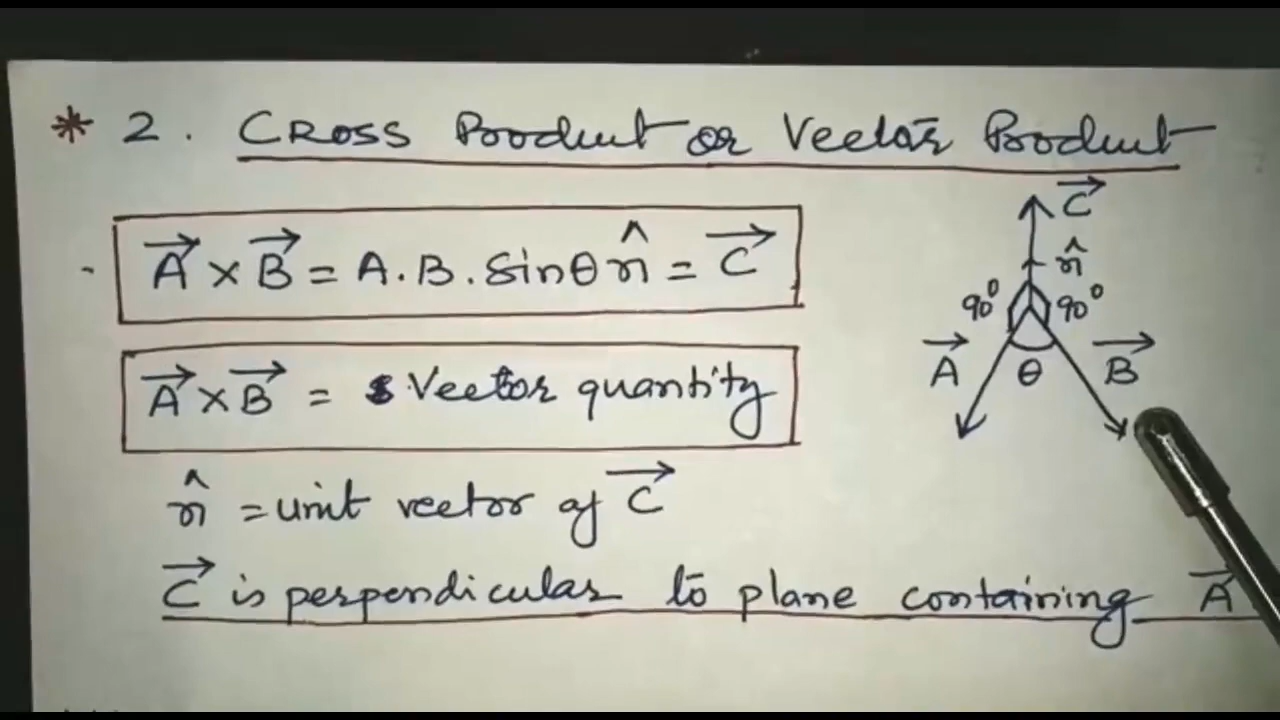 * 2. CROSS Product or Vector Product
A⃗ × B⃗ = A.B. Sinθ n̂ = C⃗
A⃗ × B⃗ = Vector quantity
n̂ = unit vector of C⃗
C⃗ is perpendicular to plane containing A⃗
C⃗
n̂
90° 90°
A⃗ θ B⃗